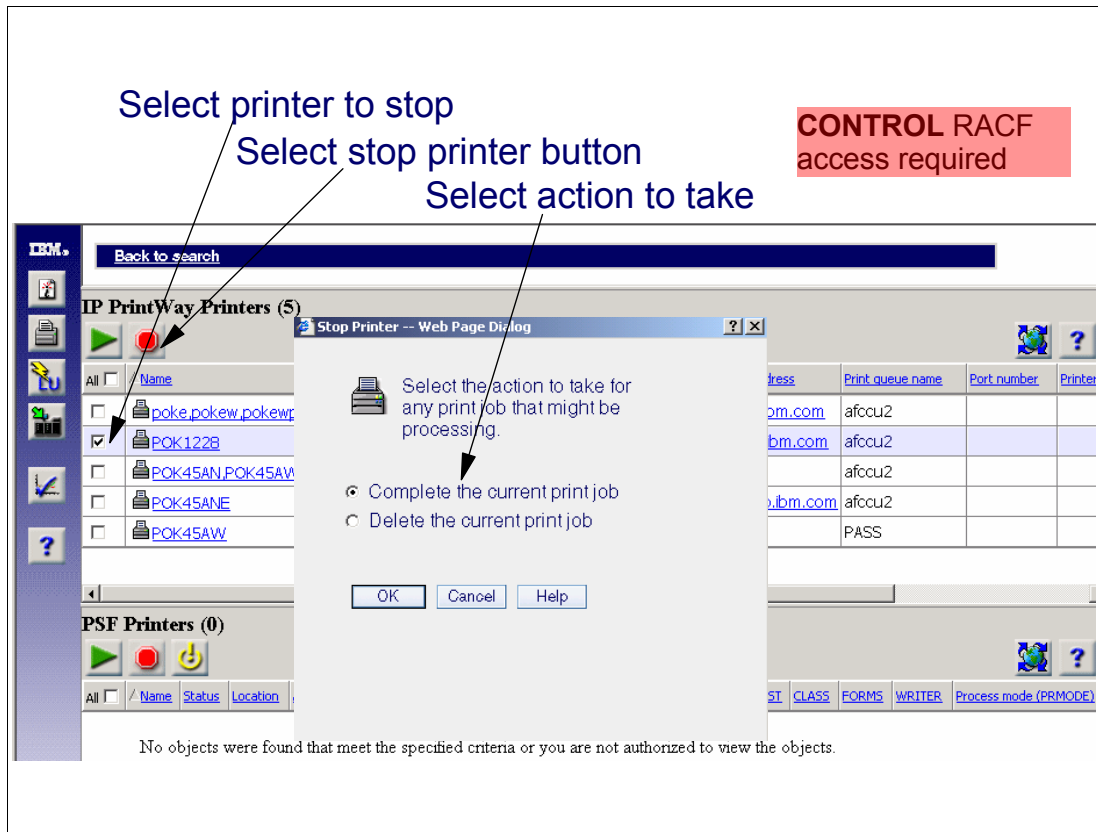 Select printer to stop
Select stop printer button
Select action to take
CONTROL RACF
access required
IBM
Back to search
IP PrintWay Printers (5)
Stop Printer -- Web Page Dialog
Select the action to take for
any print job that might be
processing.
Complete the current print job
Delete the current print job
OK Cancel Help
All Name Print queue name Port number Printer
poke,pokew,pokewp bm.com afccu2
POK1228 ibm.com afccu2
POK45AN,POK45AW afccu2
POK45ANE .ibm.com afccu2
POK45AW PASS
LU
?
PSF Printers (0)
?
All Name Status Location ST CLASS FORMS WRITER Process mode (PRMODE)
No objects were found that meet the specified criteria or you are not authorized to view the objects.